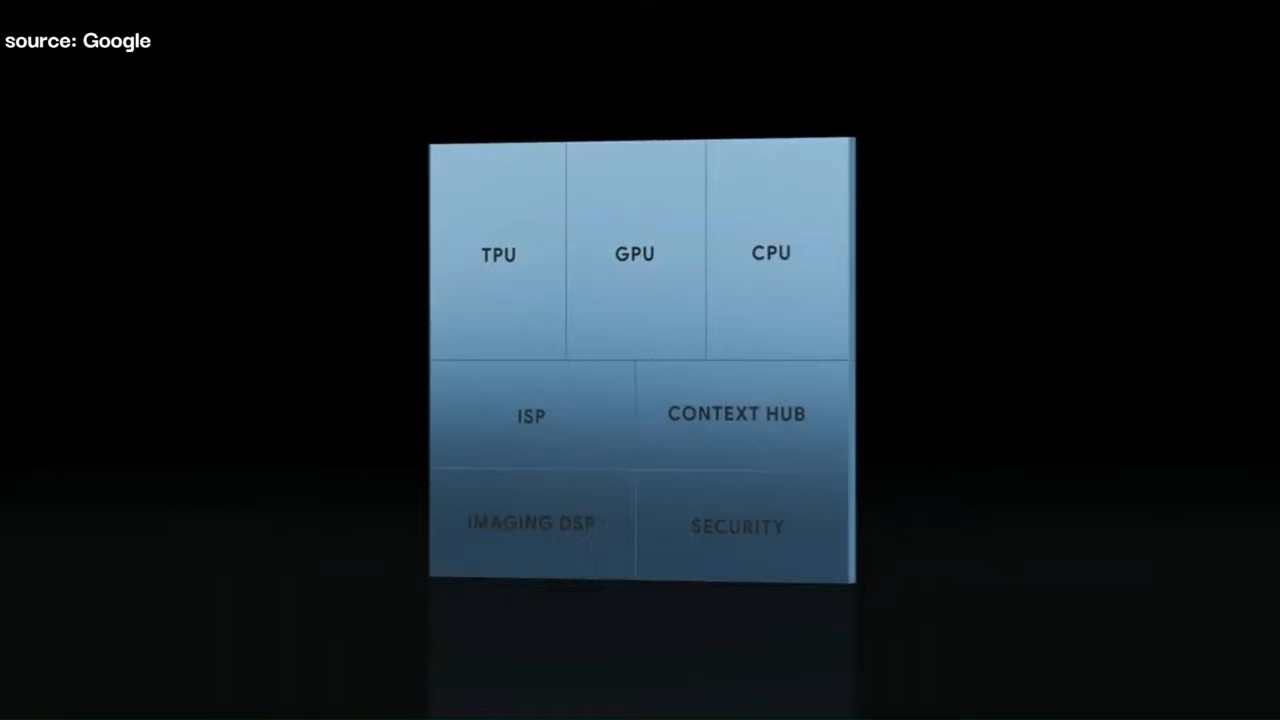 source: Google
TPU
GPU
CPU
ISP
CONTEXT HUB
IMAGING DSP
SECURITY